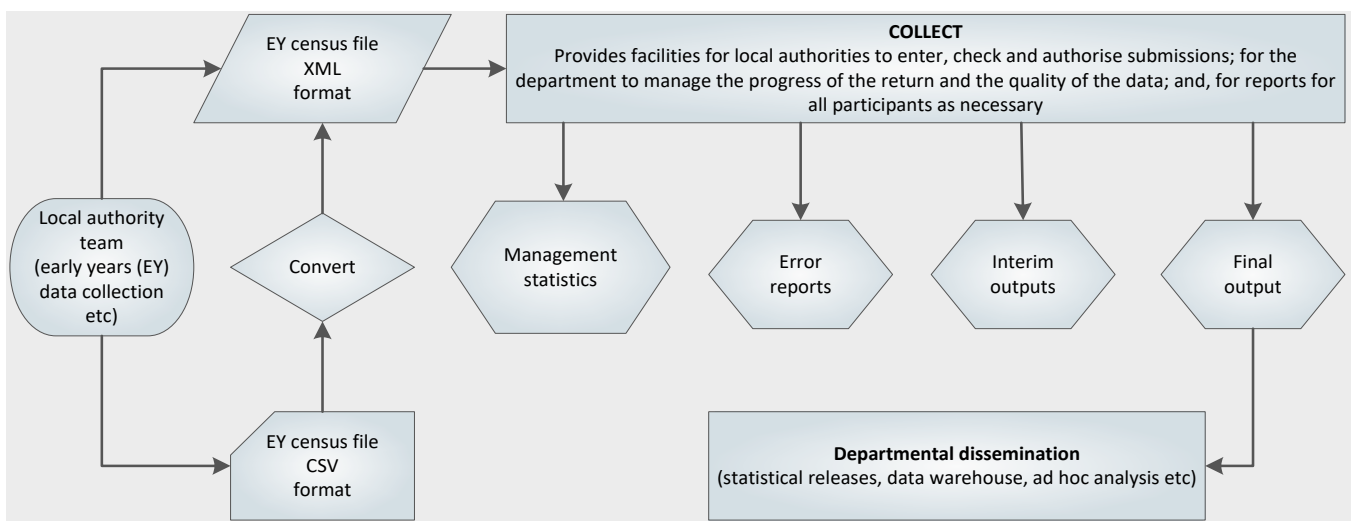 EY census file
XML
format
COLLECT
Provides facilities for local authorities to enter, check and authorise submissions; for the
department to manage the progress of the return and the quality of the data; and, for reports for
all participants as necessary
Local authority
team
(early years (EY)
data collection
etc)
Convert
Management
statistics
Error
reports
Interim
outputs
Final
output
EY census file
CSV
format
Departmental dissemination
(statistical releases, data warehouse, ad hoc analysis etc)